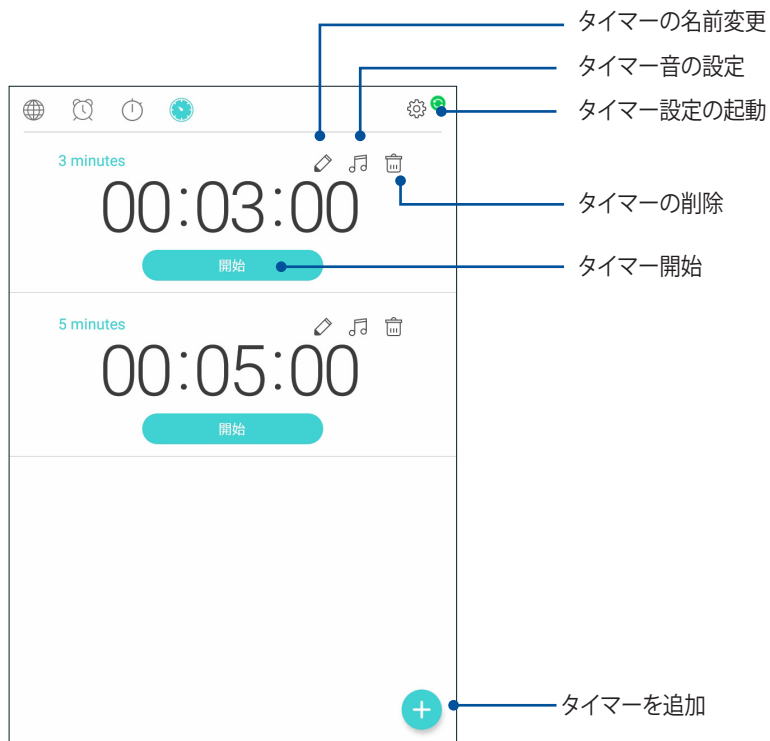 タイマーの名前変更
タイマー音の設定
タイマー設定の起動
3 minutes
00:03:00
タイマーの削除
開始
タイマー開始
5 minutes
00:05:00
開始
タイマーを追加